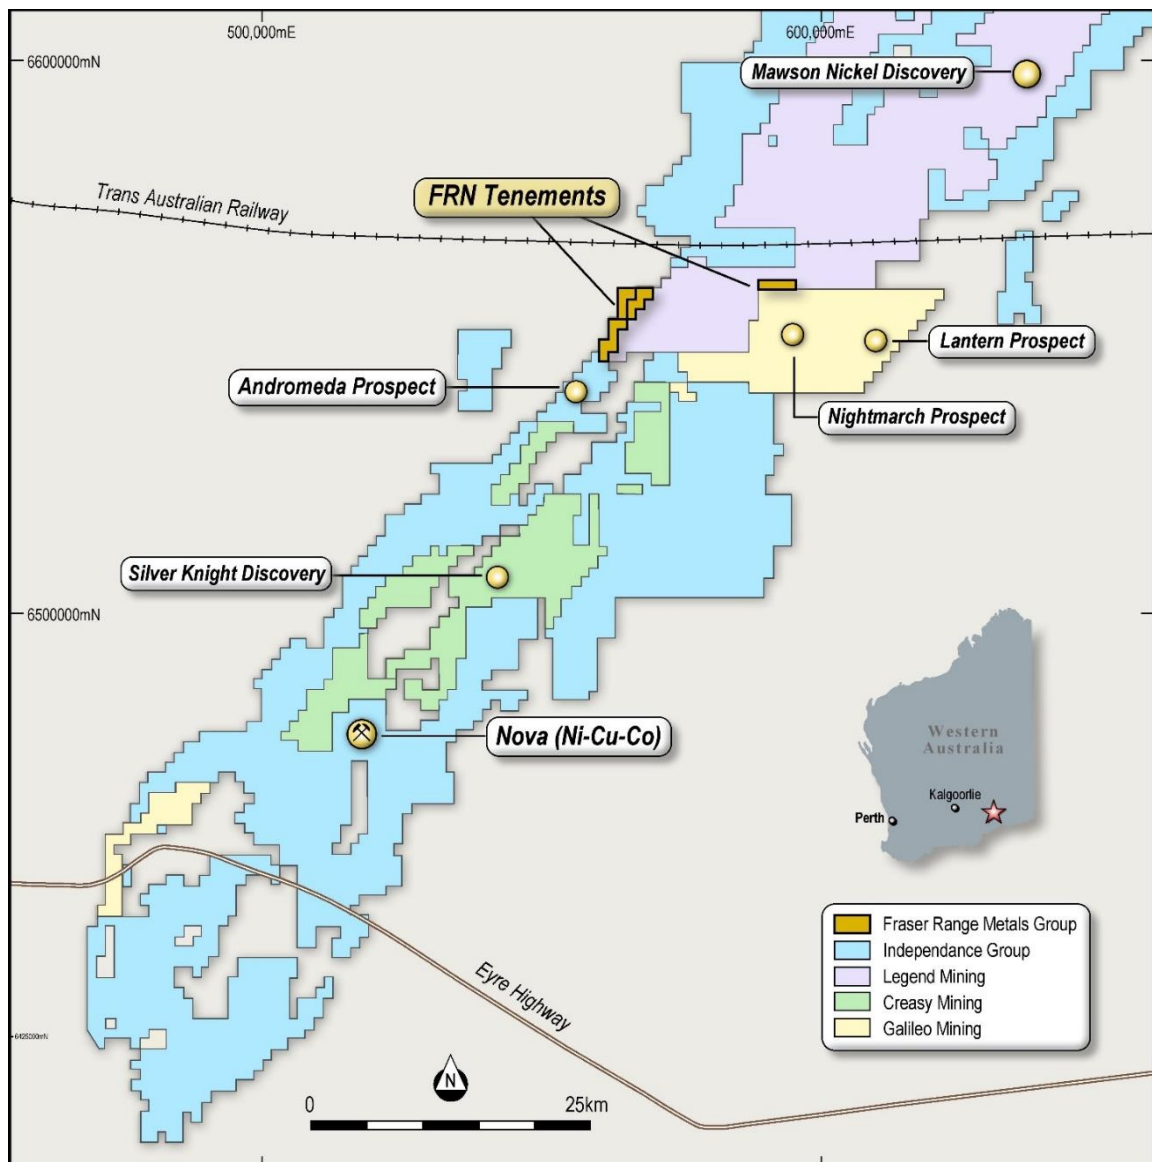 500,000mE
600,000mE
6600000mN
Mawson Nickel Discovery
Trans Australian Railway
FRN Tenements
Lantern Prospect
Andromeda Prospect
Nightmarch Prospect
Silver Knight Discovery
6500000mN
Nova (Ni-Cu-Co)
Western
Australia
Kalgoorlie
Perth
Eyre Highway
Fraser Range Metals Group
Independance Group
Legend Mining
Creasy Mining
Galileo Mining
6425000mN
N
0
25km